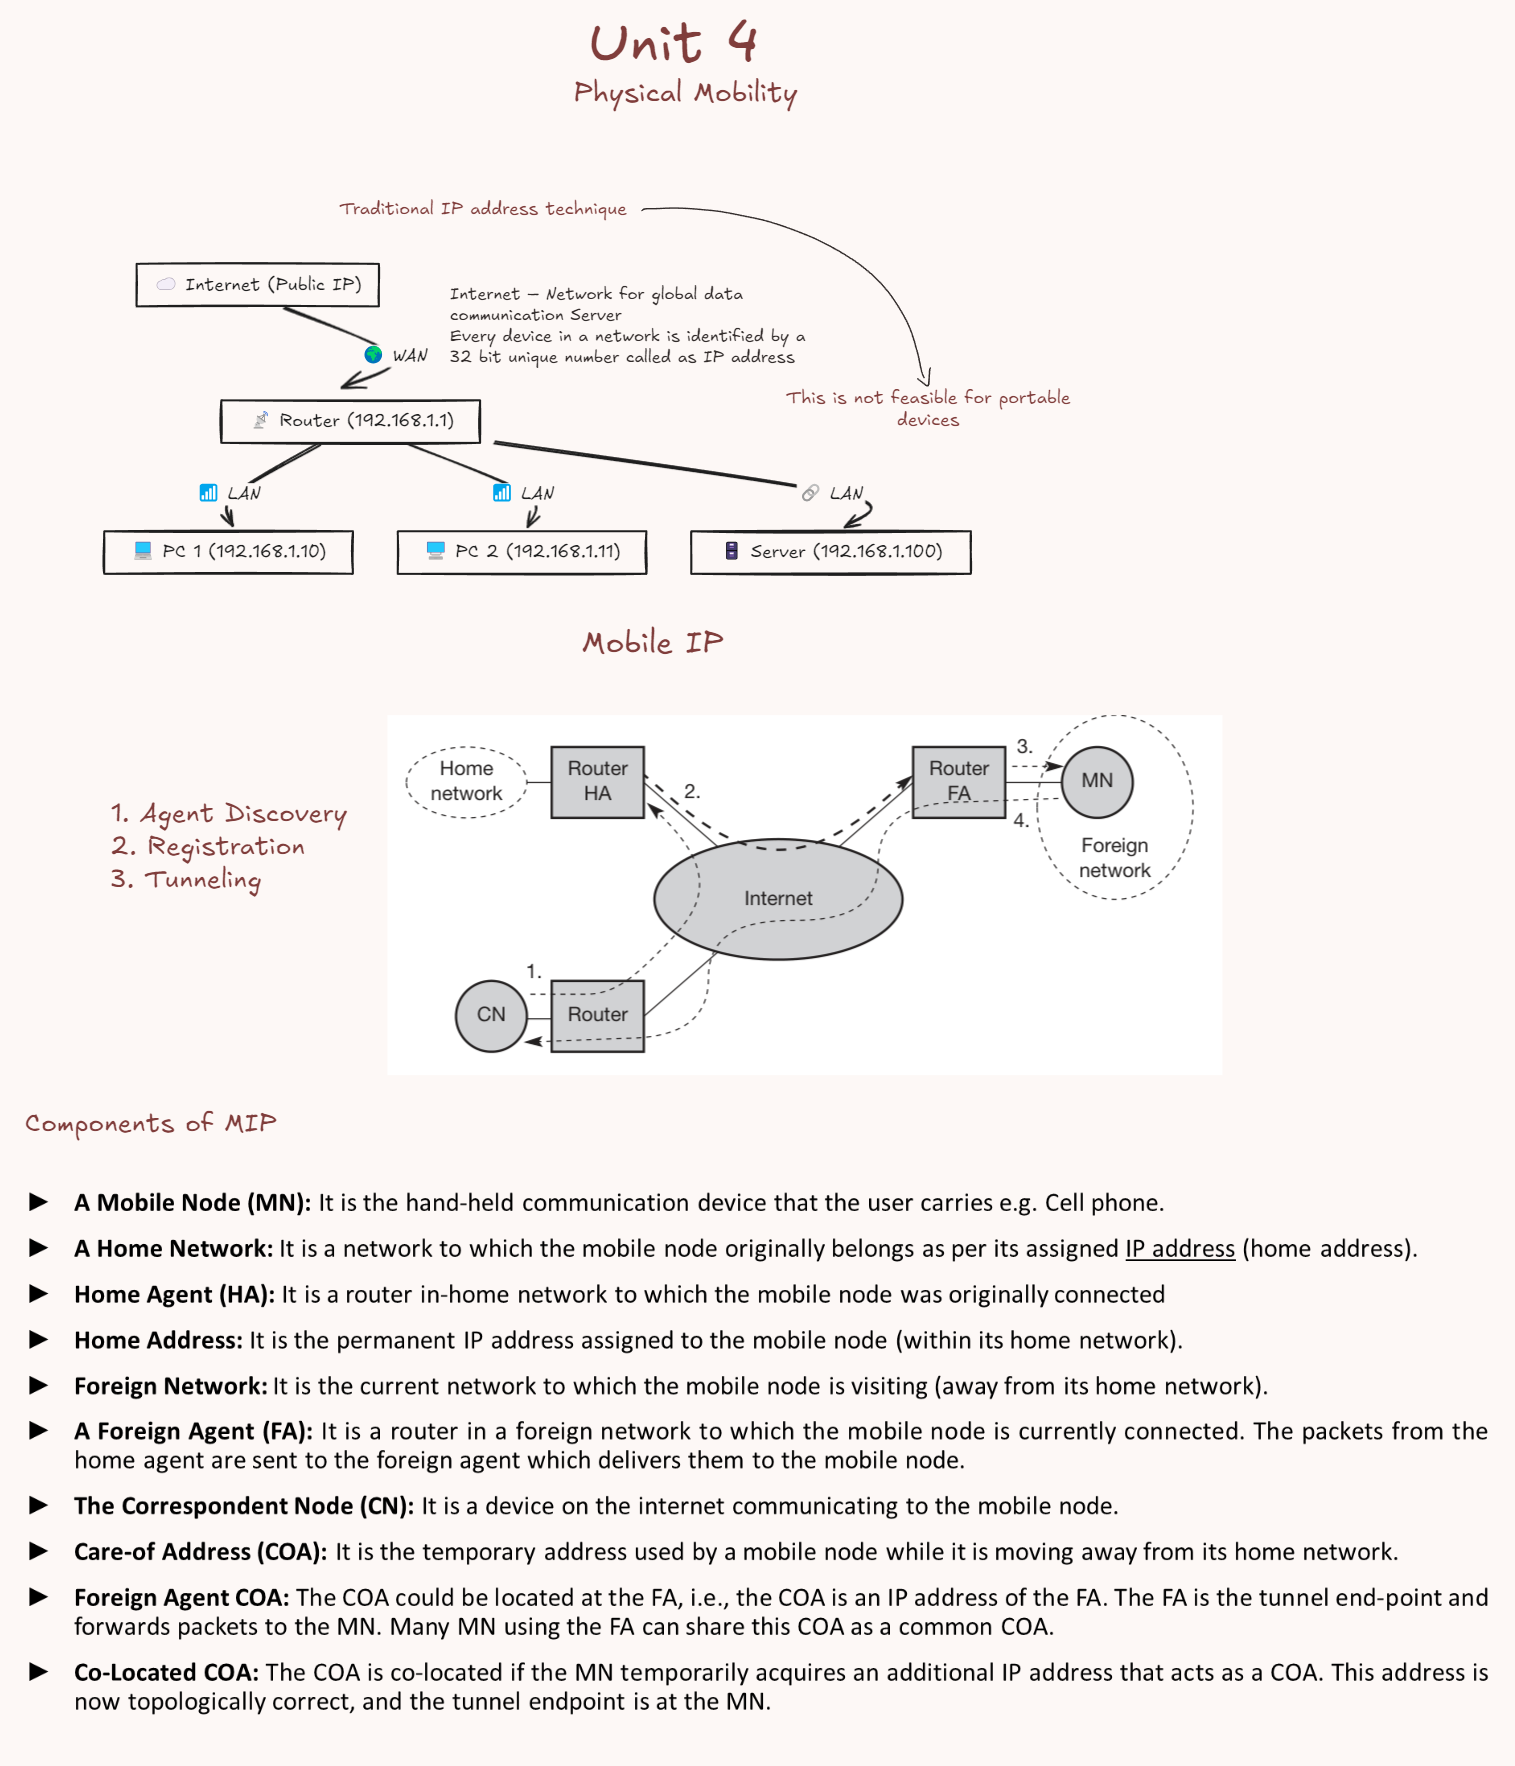 Unit 4
Physical Mobility
Traditional IP address technique
Internet (Public IP)
Internet – Network for global data
communication Server
Every device in a network is identified by a
32 bit unique number called as IP address
WAN
This is not feasible for portable
devices
Router (192.168.1.1)
LAN
LAN
LAN
PC 1 (192.168.1.10)
PC 2 (192.168.1.11)
Server (192.168.1.100)
Mobile IP
1. Agent Discovery
2. Registration
3. Tunneling
Home
network
Router
HA
2.
Router
FA
3.
MN
4.
Foreign
network
Internet
1.
CN
Router
Components of MIP
► A Mobile Node (MN): It is the hand-held communication device that the user carries e.g. Cell phone.
► A Home Network: It is a network to which the mobile node originally belongs as per its assigned IP address (home address).
► Home Agent (HA): It is a router in-home network to which the mobile node was originally connected
► Home Address: It is the permanent IP address assigned to the mobile node (within its home network).
► Foreign Network: It is the current network to which the mobile node is visiting (away from its home network).
► A Foreign Agent (FA): It is a router in a foreign network to which the mobile node is currently connected. The packets from the
home agent are sent to the foreign agent which delivers them to the mobile node.
► The Correspondent Node (CN): It is a device on the internet communicating to the mobile node.
► Care-of Address (COA): It is the temporary address used by a mobile node while it is moving away from its home network.
► Foreign Agent COA: The COA could be located at the FA, i.e., the COA is an IP address of the FA. The FA is the tunnel end-point and
forwards packets to the MN. Many MN using the FA can share this COA as a common COA.
► Co-Located COA: The COA is co-located if the MN temporarily acquires an additional IP address that acts as a COA. This address is
now topologically correct, and the tunnel endpoint is at the MN.